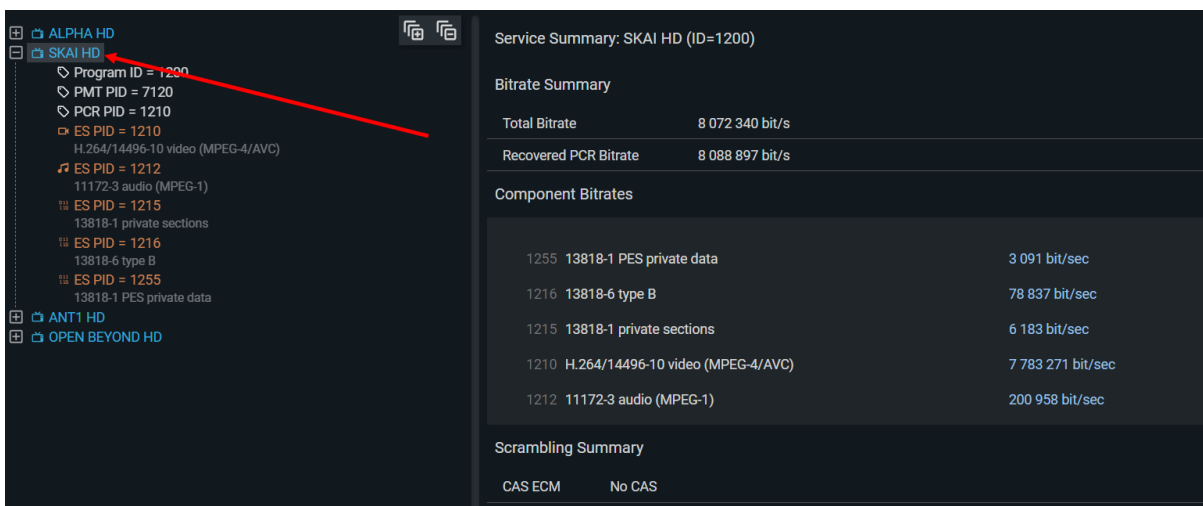 ALPHA HD
SKAI HD
Program ID = 1200
PMT PID = 7120
PCR PID = 1210
ES PID = 1210
H.264/14496-10 video (MPEG-4/AVC)
ES PID = 1212
11172-3 audio (MPEG-1)
ES PID = 1215
13818-1 private sections
ES PID = 1216
13818-6 type B
ES PID = 1255
13818-1 PES private data
ANT1 HD
OPEN BEYOND HD
Service Summary: SKAI HD (ID=1200)
Bitrate Summary
Total Bitrate 8 072 340 bit/s
Recovered PCR Bitrate 8 088 897 bit/s
Component Bitrates
1255 13818-1 PES private data 3 091 bit/sec
1216 13818-6 type B 78 837 bit/sec
1215 13818-1 private sections 6 183 bit/sec
1210 H.264/14496-10 video (MPEG-4/AVC) 7 783 271 bit/sec
1212 11172-3 audio (MPEG-1) 200 958 bit/sec
Scrambling Summary
CAS ECM No CAS